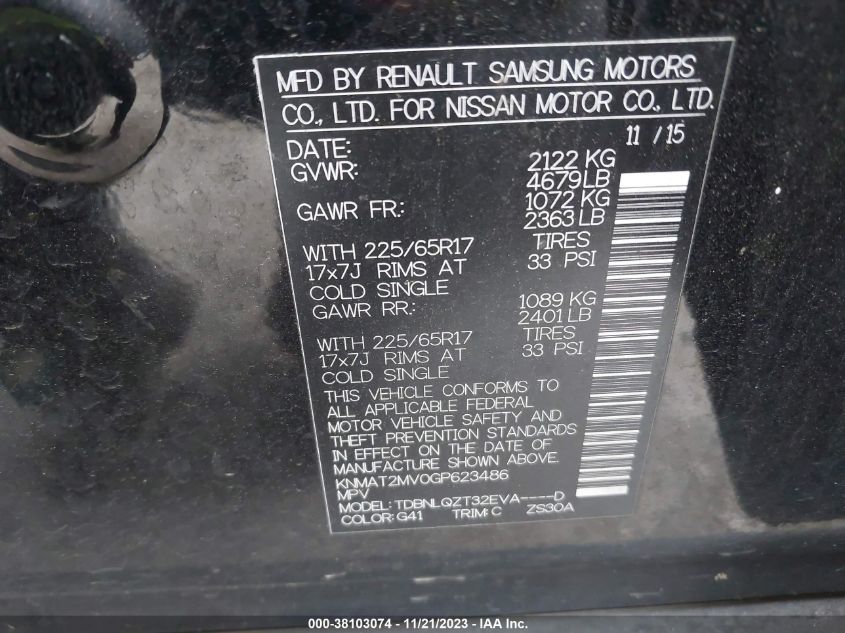 MFD BY RENAULT SAMSUNG MOTORS
CO., LTD. FOR NISSAN MOTOR CO., LTD.
DATE: 11 / 15
GVWR: 2122 KG
4679 LB
GAWR FR.: 1072 KG
2363 LB
WITH 225/65R17 TIRES
17x7J RIMS AT 33 PSI
COLD SINGLE
GAWR RR.: 1089 KG
2401 LB
WITH 225/65R17 TIRES
17x7J RIMS AT 33 PSI
COLD SINGLE
THIS VEHICLE CONFORMS TO
ALL APPLICABLE FEDERAL
MOTOR VEHICLE SAFETY AND
THEFT PREVENTION STANDARDS
IN EFFECT ON THE DATE OF
MANUFACTURE SHOWN ABOVE.
KNMAT2MV0GP623486
MPV
MODEL: TDBNLQZT32EVA----D
COLOR: G41 TRIM: C ZS30A
000-38103074 - 11/21/2023 - IAA Inc.